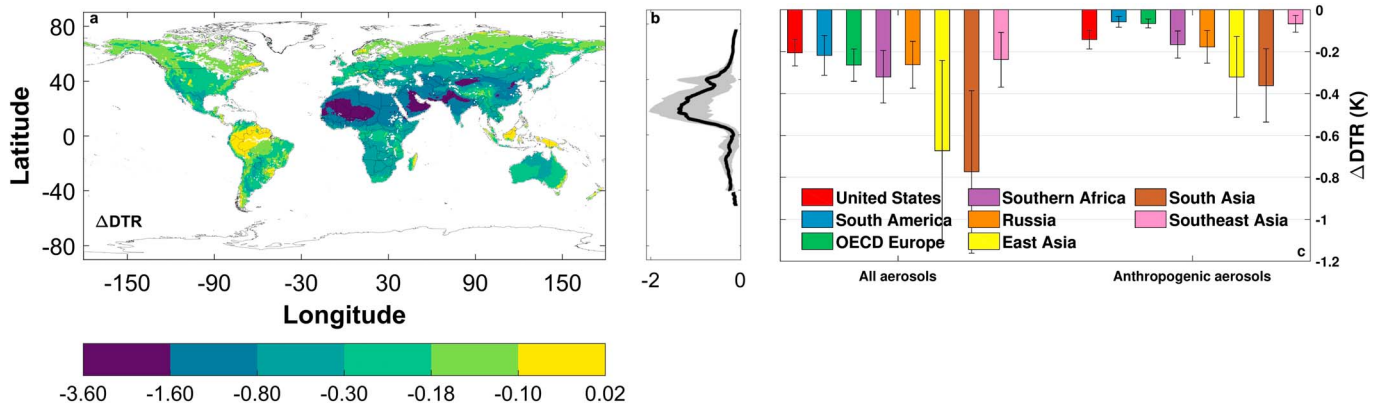 a
80
40
0
-40
-80
Latitude
ΔDTR
-150
-90
-30
30
90
150
Longitude
-3.60
-1.60
-0.80
-0.30
-0.18
-0.10
0.02
b
-2
0
0
-0.2
-0.4
-0.6
-0.8
-1
-1.2
ΔDTR (K)
United States
South America
OECD Europe
Southern Africa
Russia
East Asia
South Asia
Southeast Asia
c
All aerosols
Anthropogenic aerosols